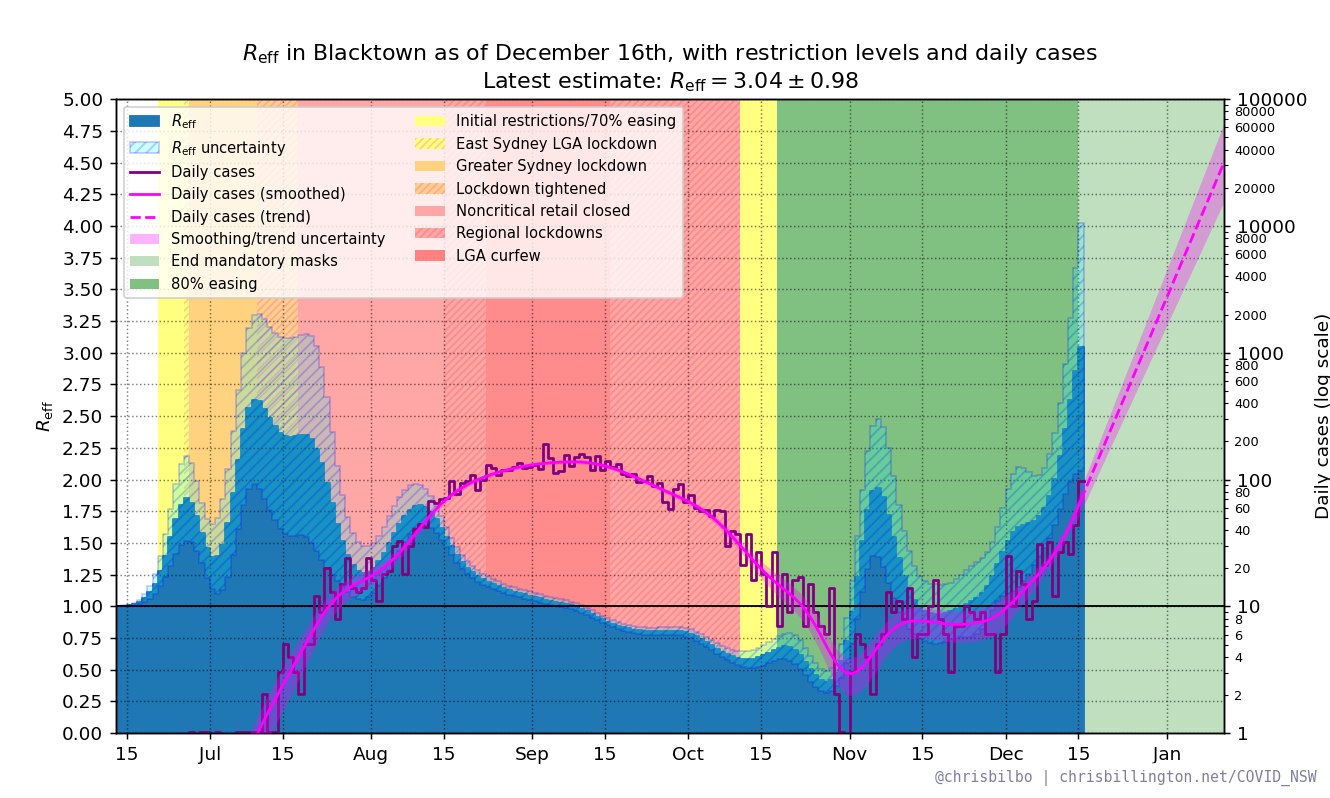 R_eff in Blacktown as of December 16th, with restriction levels and daily cases
Latest estimate: R_eff = 3.04 ± 0.98
R_eff
R_eff uncertainty
Daily cases
Daily cases (smoothed)
Daily cases (trend)
Smoothing/trend uncertainty
End mandatory masks
80% easing
Initial restrictions/70% easing
East Sydney LGA lockdown
Greater Sydney lockdown
Lockdown tightened
Noncritical retail closed
Regional lockdowns
LGA curfew
R_eff
5.00
4.75
4.50
4.25
4.00
3.75
3.50
3.25
3.00
2.75
2.50
2.25
2.00
1.75
1.50
1.25
1.00
0.75
0.50
0.25
0.00
15 Jul 15 Aug 15 Sep 15 Oct 15 Nov 15 Dec 15 Jan
100000
80000
60000
40000
20000
10000
8000
6000
4000
2000
1000
800
600
400
200
100
80
60
40
20
10
8
6
4
2
1
Daily cases (log scale)
@chrisbilbo | chrisbillington.net/COVID_NSW